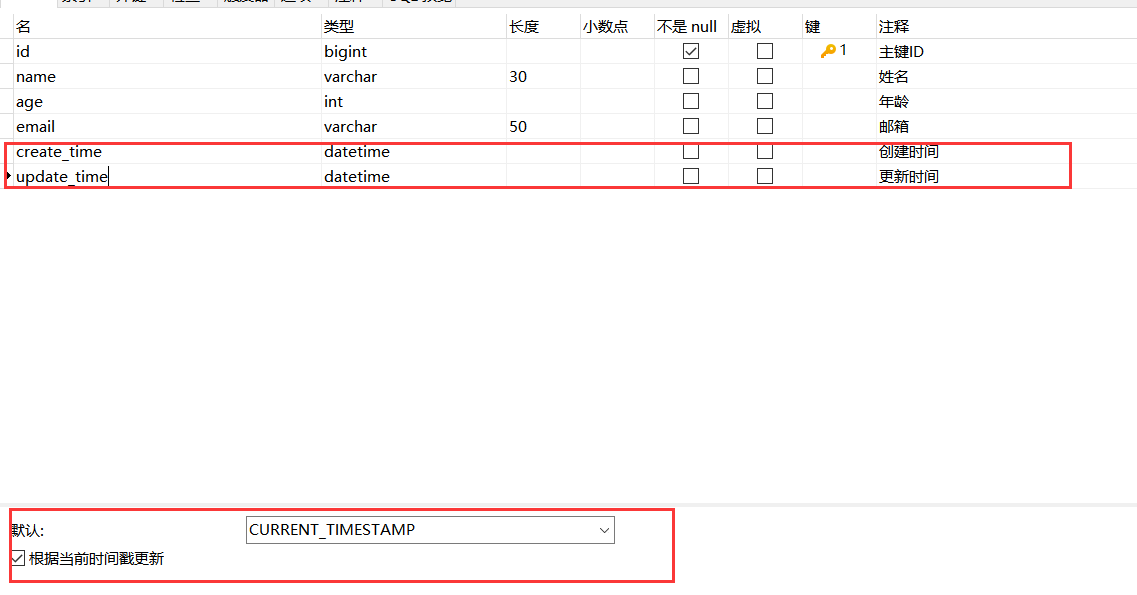 名 类型 长度 小数点 不是 null 虚拟 键 注释
id bigint 1 主键ID
name varchar 30 姓名
age int 年龄
email varchar 50 邮箱
create_time datetime 创建时间
update_time datetime 更新时间
默认: CURRENT_TIMESTAMP
根据当前时间戳更新